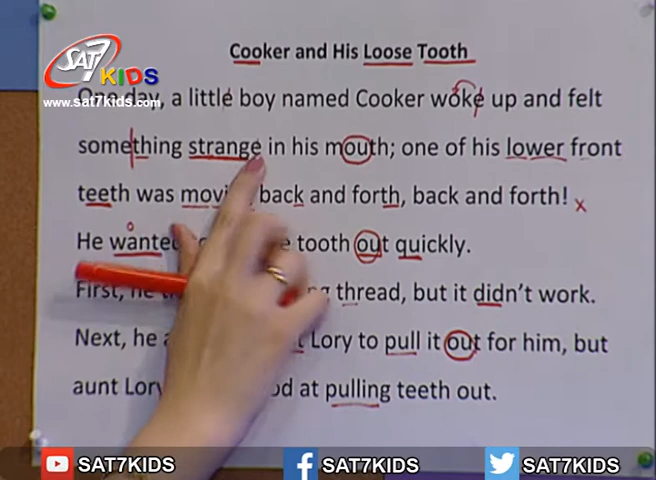 Cooker and His Loose Tooth
SAT7 KIDS
www.sat7kids.com
One day, a little boy named Cooker woke up and felt
something strange in his mouth; one of his lower front
teeth was moving back and forth, back and forth! x
He wanted tooth out quickly.
First, he thread, but it didn't work.
Next, he Lory to pull it out for him, but
aunt Lory at pulling teeth out.
SAT7KIDS SAT7KIDS SAT7KIDS